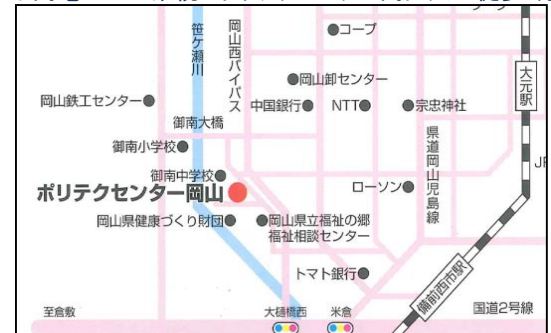 コープ
笹ヶ瀬川
岡山西バイパス
岡山卸センター
大元駅
岡山鉄工センター
中国銀行
NTT
宗忠神社
御南大橋
県道岡山児島線
御南小学校
御南中学校
ポリテクセンター岡山
ローソン
岡山県健康づくり財団
岡山県立福祉の郷
福祉相談センター
トマト銀行
備前西市駅
至倉敷
大樋橋西
米倉
国道2号線